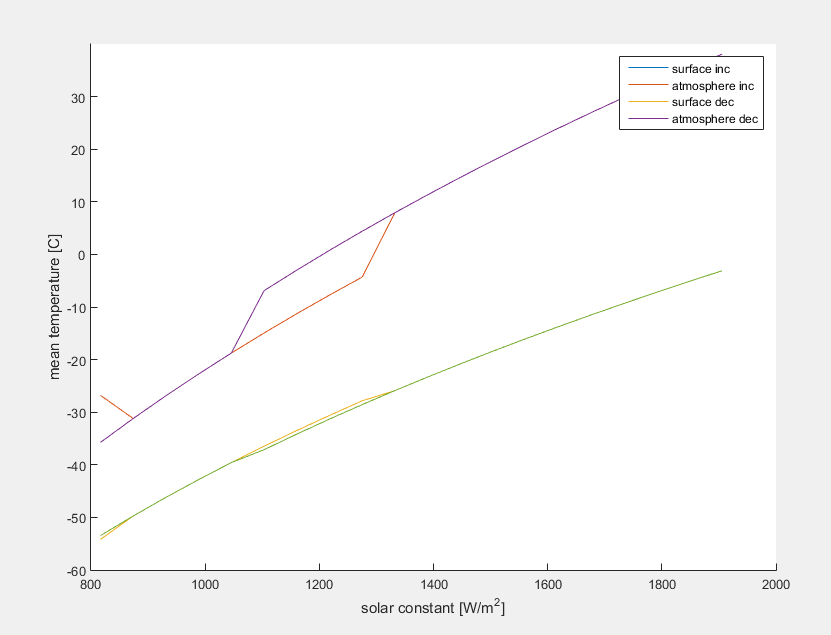 surface inc
atmosphere inc
surface dec
atmosphere dec
30
20
10
0
-10
-20
-30
-40
-50
-60
mean temperature [C]
800
1000
1200
1400
1600
1800
2000
solar constant [W/m²]